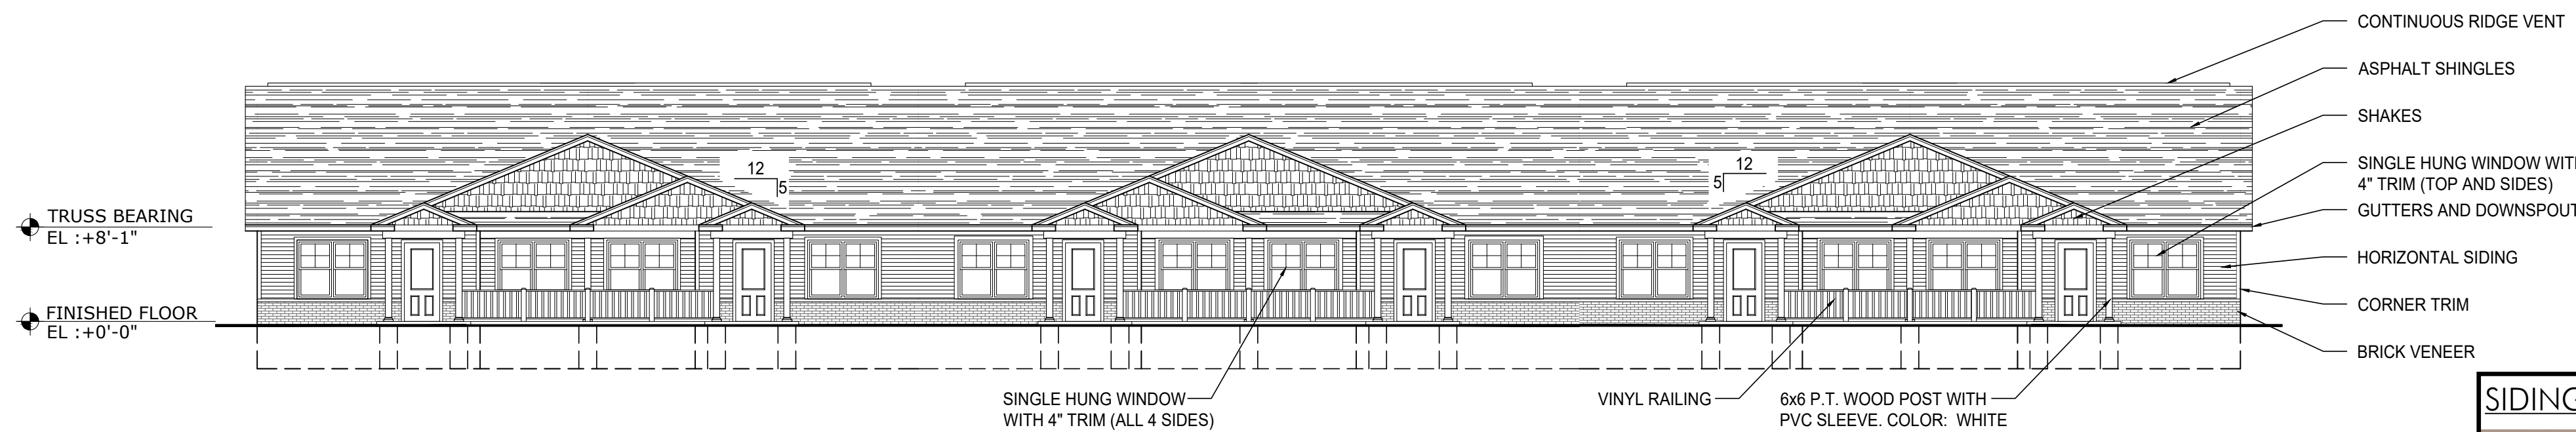 CONTINUOUS RIDGE VENT
ASPHALT SHINGLES
SHAKES
12
5
12
5
SINGLE HUNG WINDOW WIT
4" TRIM (TOP AND SIDES)
TRUSS BEARING
EL :+8'-1"
GUTTERS AND DOWNSPOUT
HORIZONTAL SIDING
CORNER TRIM
FINISHED FLOOR
EL :+0'-0"
BRICK VENEER
SINGLE HUNG WINDOW
WITH 4" TRIM (ALL 4 SIDES)
VINYL RAILING
6x6 P.T. WOOD POST WITH
PVC SLEEVE. COLOR: WHITE
SIDING